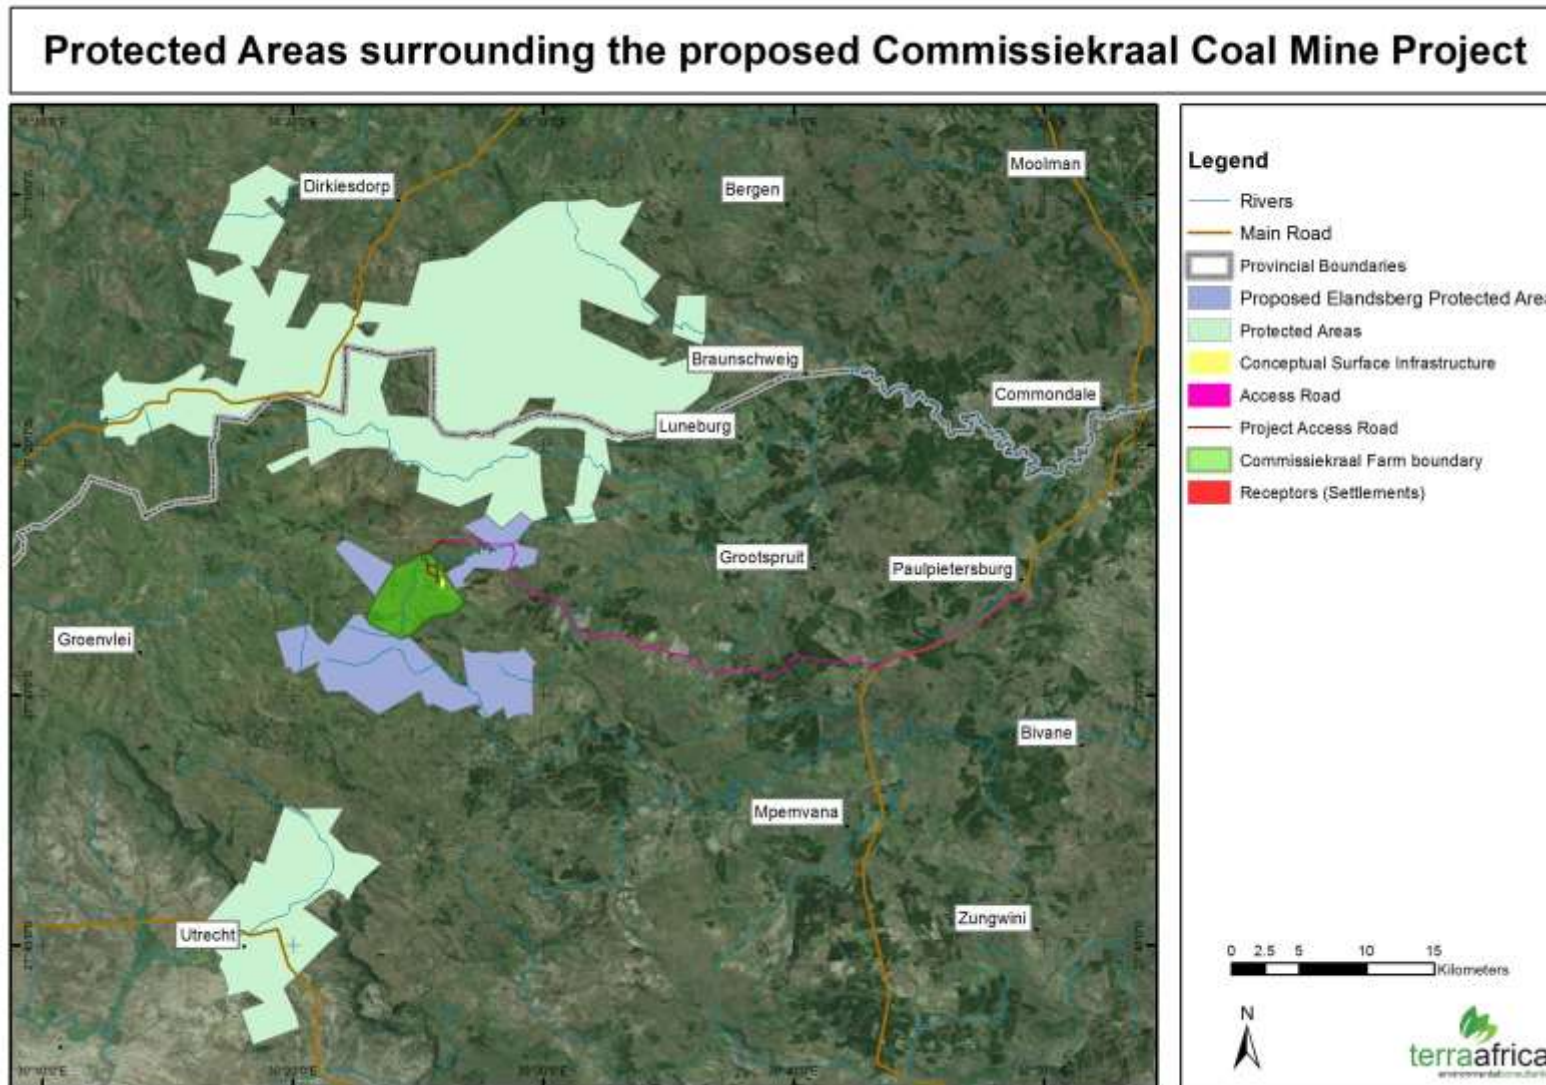 Protected Areas surrounding the proposed Commissiekraal Coal Mine Project
Dirkiesdorp
Bergen
Moolman
Braunschweig
Commondale
Luneburg
Grootspruit
Paulpietersburg
Groenvlei
Bivane
Mpemvana
Zungwini
Utrecht
Legend
Rivers
Main Road
Provincial Boundaries
Proposed Elandsberg Protected Area
Protected Areas
Conceptual Surface Infrastructure
Access Road
Project Access Road
Commissiekraal Farm boundary
Receptors (Settlements)
0 2.5 5 10 15
Kilometers
N
terraafrica